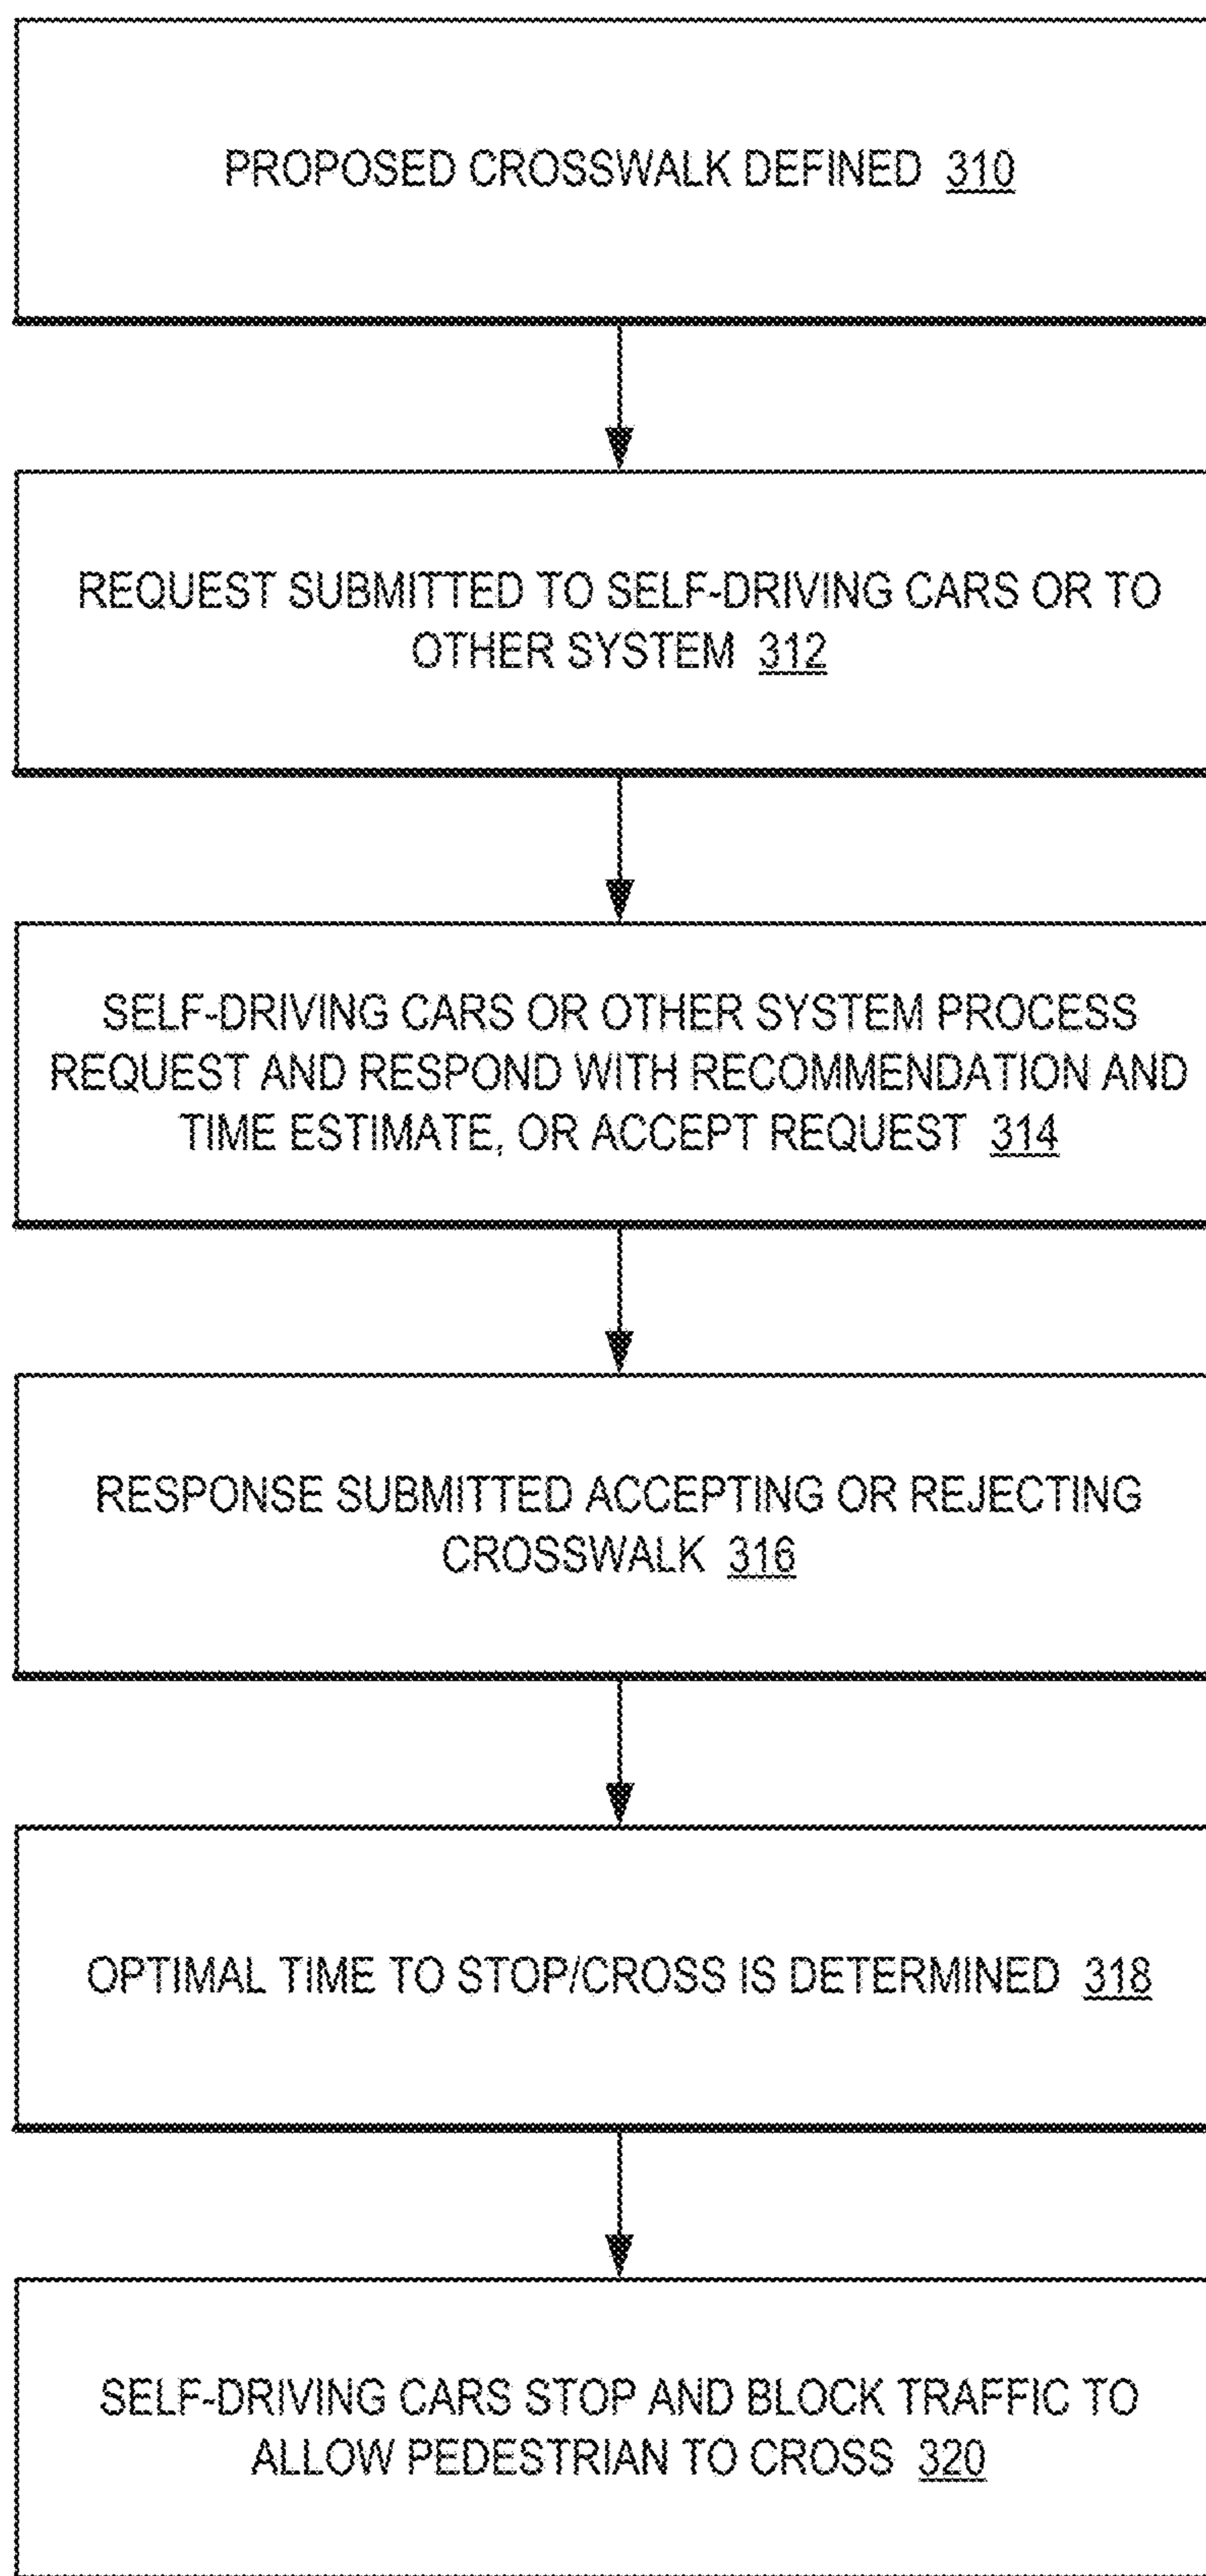 PROPOSED CROSSWALK DEFINED 310
REQUEST SUBMITTED TO SELF-DRIVING CARS OR TO
OTHER SYSTEM 312
SELF-DRIVING CARS OR OTHER SYSTEM PROCESS
REQUEST AND RESPOND WITH RECOMMENDATION AND
TIME ESTIMATE, OR ACCEPT REQUEST 314
RESPONSE SUBMITTED ACCEPTING OR REJECTING
CROSSWALK 316
OPTIMAL TIME TO STOP/CROSS IS DETERMINED 318
SELF-DRIVING CARS STOP AND BLOCK TRAFFIC TO
ALLOW PEDESTRIAN TO CROSS 320